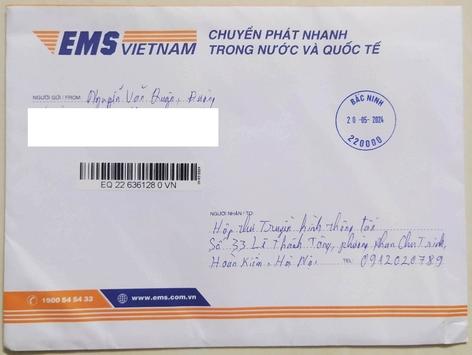 EMS VIETNAM
CHUYỂN PHÁT NHANH
TRONG NƯỚC VÀ QUỐC TẾ
NGƯỜI GỬI / FROM Nguyễn Văn
BẮC NINH
20-05-2024
220000
EQ 22 636128 0 VN
NGƯỜI NHẬN / TO:
Hộp thư Truyền hình thông tấn
Số 33 Lê Thánh Tông, phường Phan Chu Trinh,
Hoàn Kiếm, Hà Nội TEL: 0912020789
1900 54 54 33
www.ems.com.vn